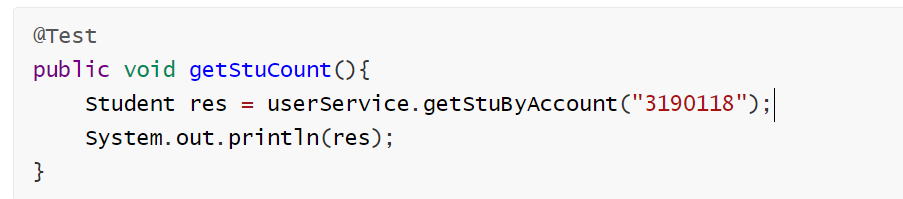 @Test
public void getStuCount(){
    Student res = userService.getStuByAccount("3190118");
    System.out.println(res);
}